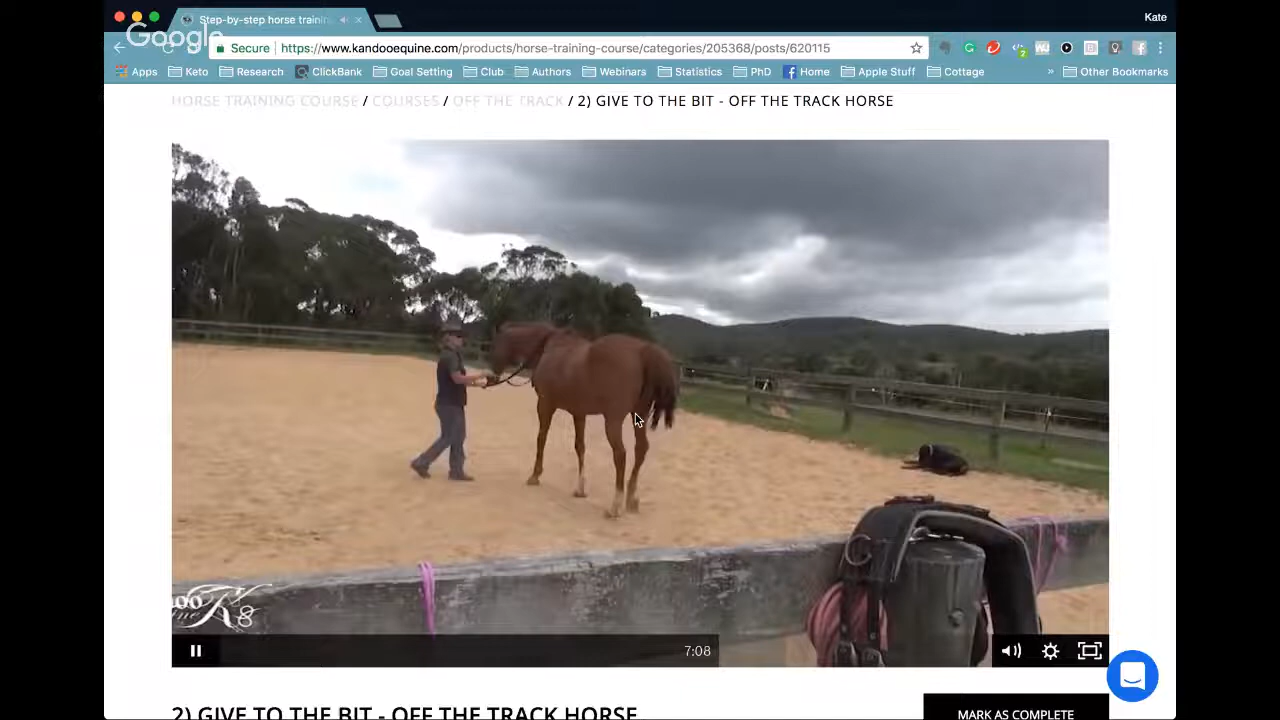 Step-by-step horse trainin
Kate
Google
Secure https://www.kandooequine.com/products/horse-training-course/categories/205368/posts/620115
Apps Keto Research ClickBank Goal Setting Club Authors Webinars Statistics PhD Home Apple Stuff Cottage » Other Bookmarks
HORSE TRAINING COURSE / COURSES / OFF THE TRACK / 2) GIVE TO THE BIT - OFF THE TRACK HORSE
7:08
2) GIVE TO THE BIT - OFF THE TRACK HORSE
MARK AS COMPLETE